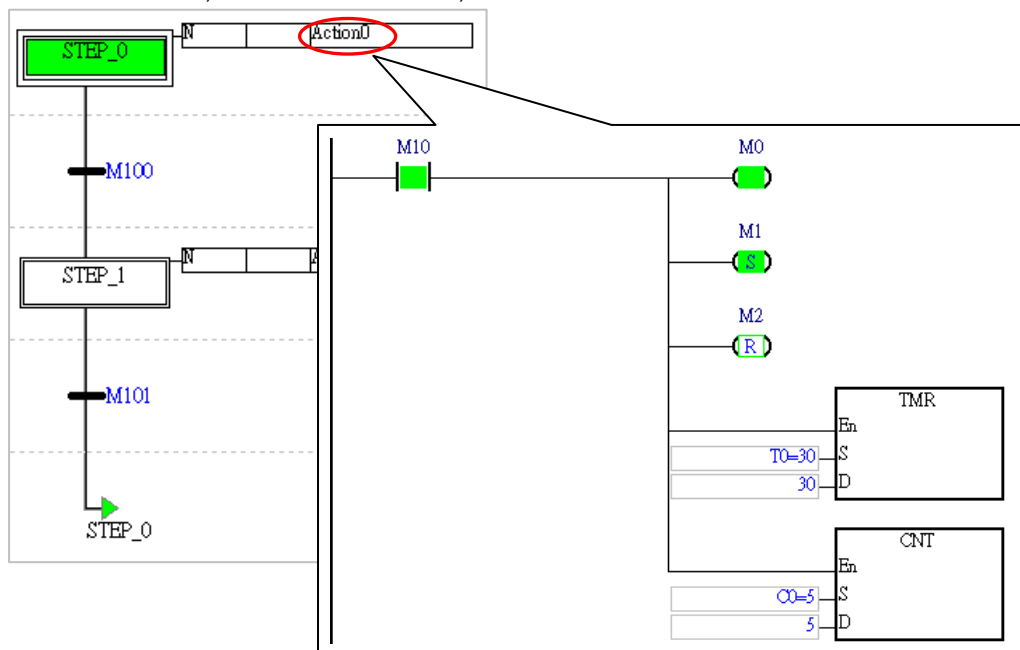 N
Action0
STEP_0
M100
N
STEP_1
M101
STEP_0
M10
M0
M1
S
M2
R
TMR
En
T0=30
S
30
D
CNT
En
C0=5
S
5
D